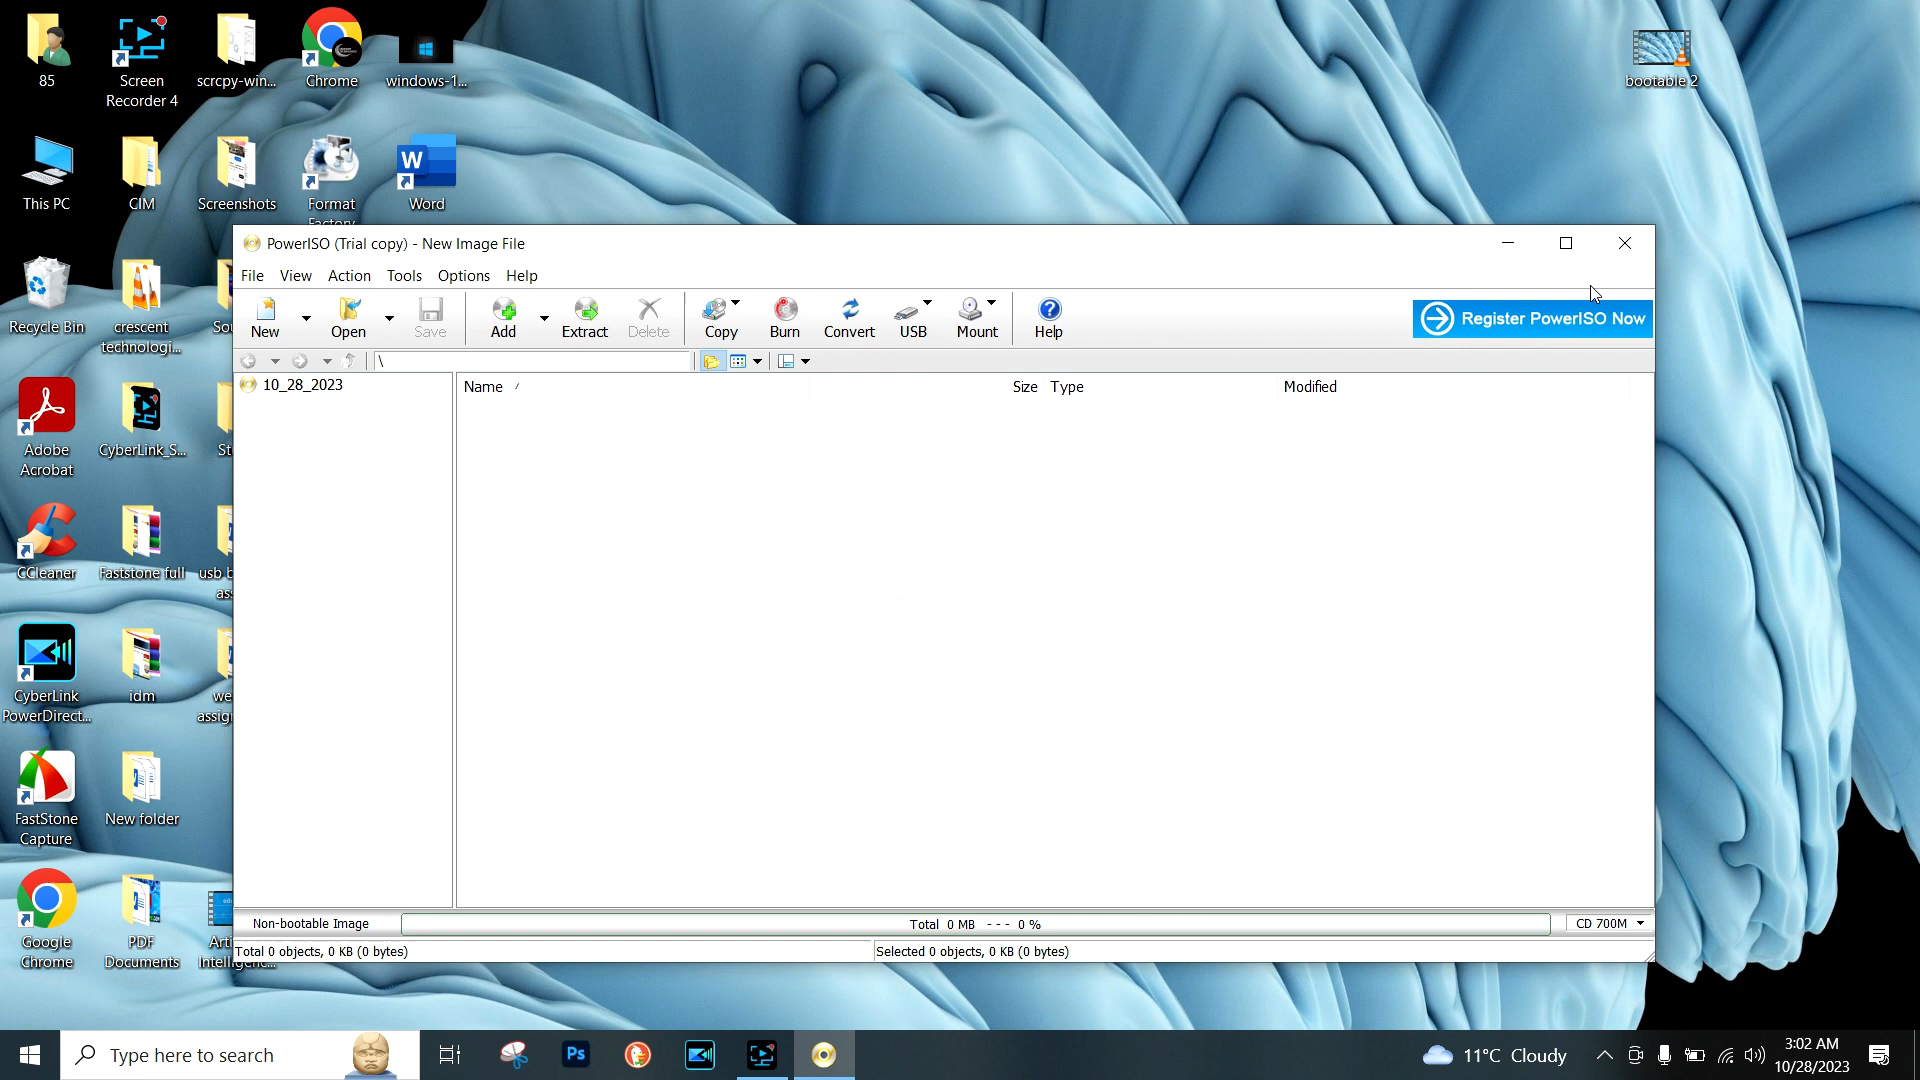 85
Screen
Recorder 4
scrcpy-win...
Chrome
windows-1...
bootable 2
This PC
CIM
Screenshots
Format
Factory
Word
W
Recycle Bin
crescent
technologi...
Adobe
Acrobat
CyberLink_S...
CCleaner
Faststone full
CyberLink
PowerDirect...
idm
FastStone
Capture
New folder
Google
Chrome
PDF
Documents
PowerISO (Trial copy) - New Image File
File View Action Tools Options Help
New Open Save Add Extract Delete Copy Burn Convert USB Mount Help
Register PowerISO Now
\
10_28_2023
Name Size Type Modified
Non-bootable Image
Total 0 MB --- 0 %
CD 700M
Total 0 objects, 0 KB (0 bytes)
Selected 0 objects, 0 KB (0 bytes)
Type here to search
Ps
11°C Cloudy
3:02 AM
10/28/2023